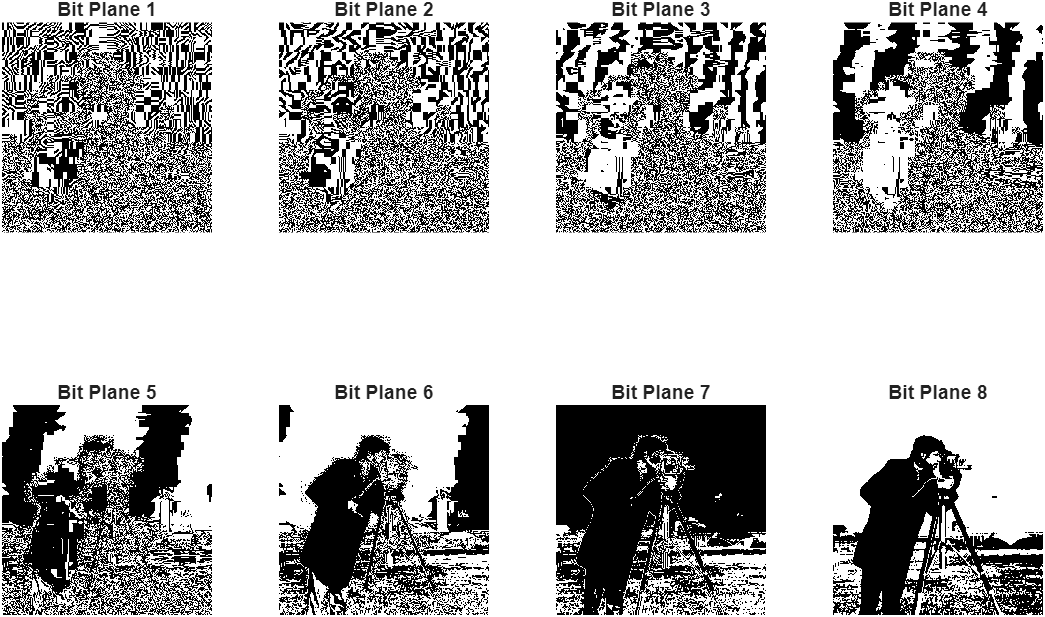 Bit Plane 1
Bit Plane 2
Bit Plane 3
Bit Plane 4
Bit Plane 5
Bit Plane 6
Bit Plane 7
Bit Plane 8